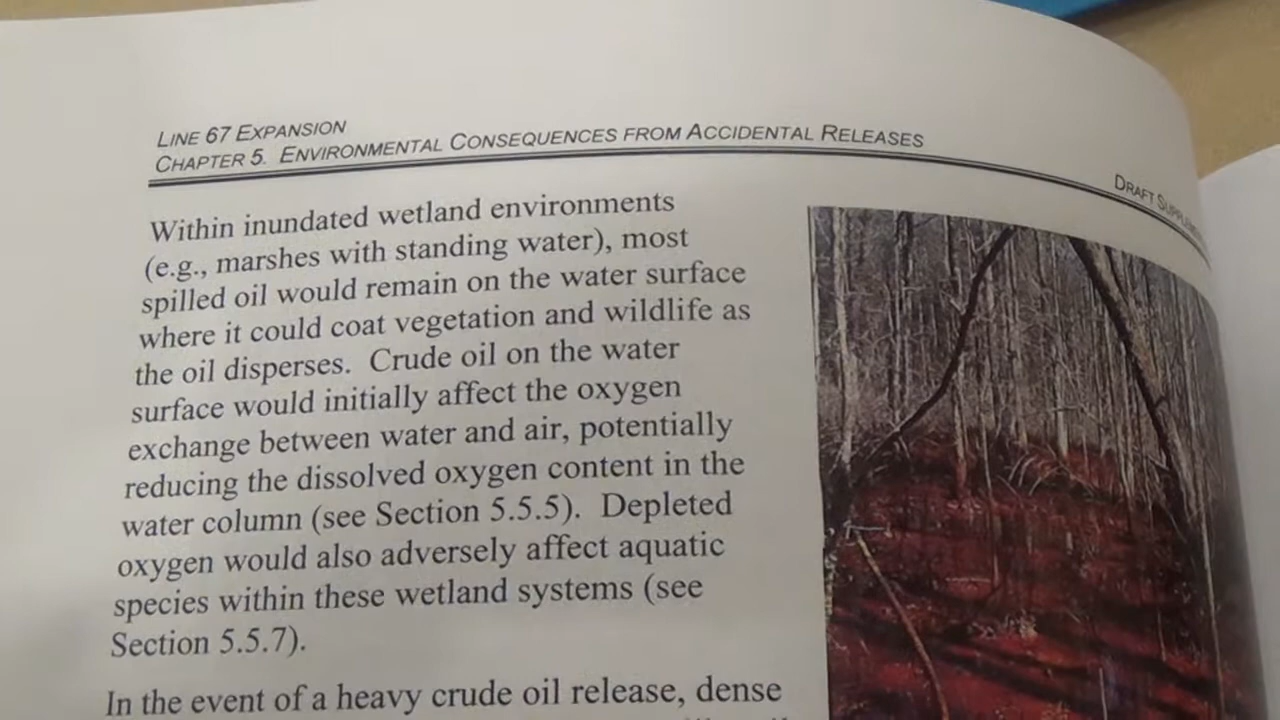 LINE 67 EXPANSION
CHAPTER 5. ENVIRONMENTAL CONSEQUENCES FROM ACCIDENTAL RELEASES
DRAFT
Within inundated wetland environments
(e.g., marshes with standing water), most
spilled oil would remain on the water surface
where it could coat vegetation and wildlife as
the oil disperses. Crude oil on the water
surface would initially affect the oxygen
exchange between water and air, potentially
reducing the dissolved oxygen content in the
water column (see Section 5.5.5). Depleted
oxygen would also adversely affect aquatic
species within these wetland systems (see
Section 5.5.7).
In the event of a heavy crude oil release, dense